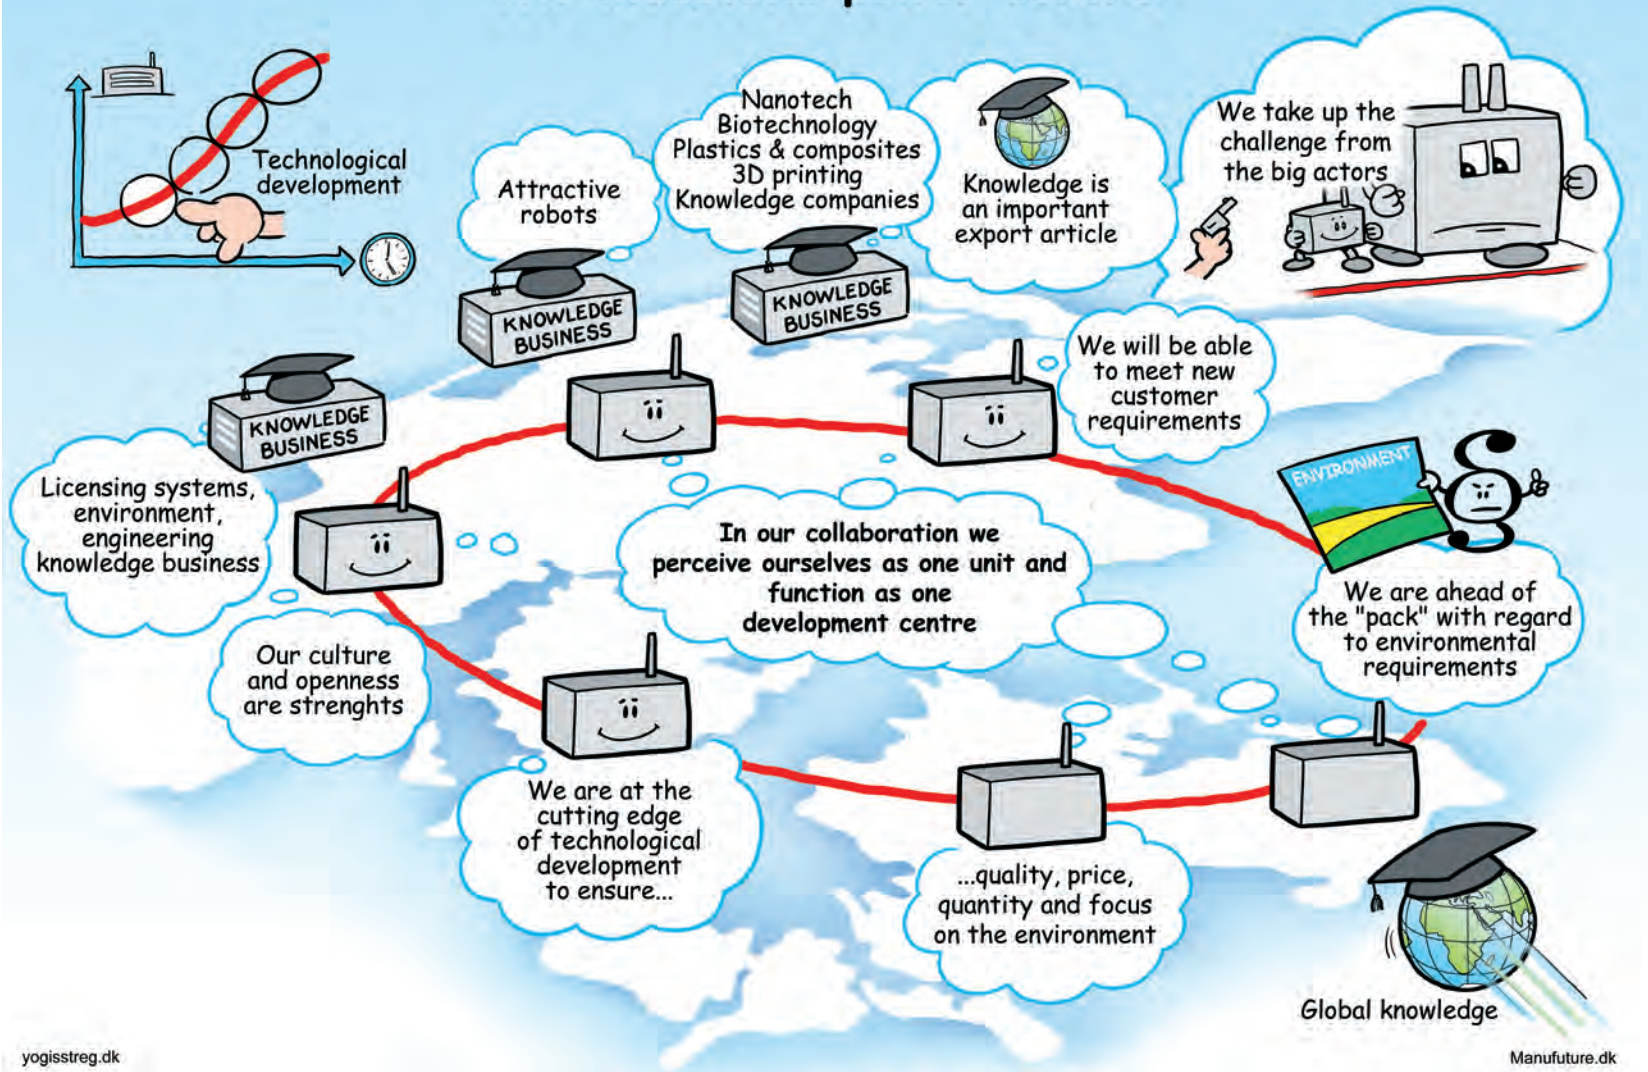 Technological
development
Attractive
robots
Nanotech
Biotechnology
Plastics & composites
3D printing
Knowledge companies
Knowledge is
an important
export article
We take up the
challenge from
the big actors
KNOWLEDGE
BUSINESS
KNOWLEDGE
BUSINESS
KNOWLEDGE
BUSINESS
We will be able
to meet new
customer
requirements
ENVIRONMENT
Licensing systems,
environment,
engineering
knowledge business
In our collaboration we
perceive ourselves as one unit and
function as one
development centre
We are ahead of
the "pack" with regard
to environmental
requirements
Our culture
and openness
are strenghts
We are at the
cutting edge
of technological
development
to ensure...
...quality, price,
quantity and focus
on the environment
Global knowledge
yogisstreg.dk
Manufuture.dk